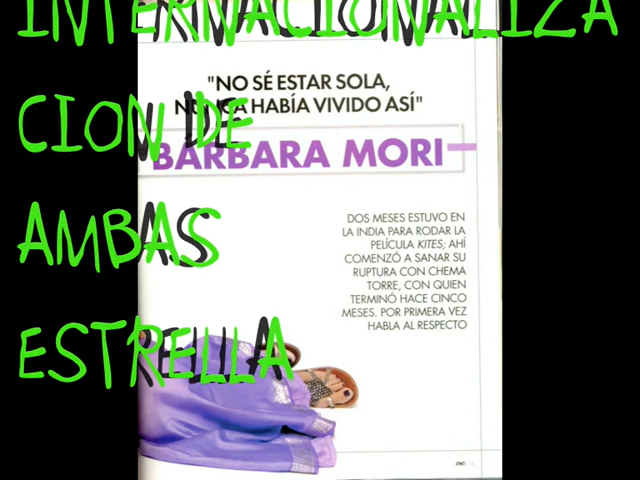 INTERNACIONALIZA
CION DE
AMBAS
ESTRELLA
"NO SÉ ESTAR SOLA,
NUNCA HABÍA VIVIDO ASÍ"
BÁRBARA MORI
DOS MESES ESTUVO EN
LA INDIA PARA RODAR LA
PELÍCULA KITES; AHÍ
COMENZÓ A SANAR SU
RUPTURA CON CHEMA
TORRE, CON QUIEN
TERMINÓ HACE CINCO
MESES. POR PRIMERA VEZ
HABLA AL RESPECTO